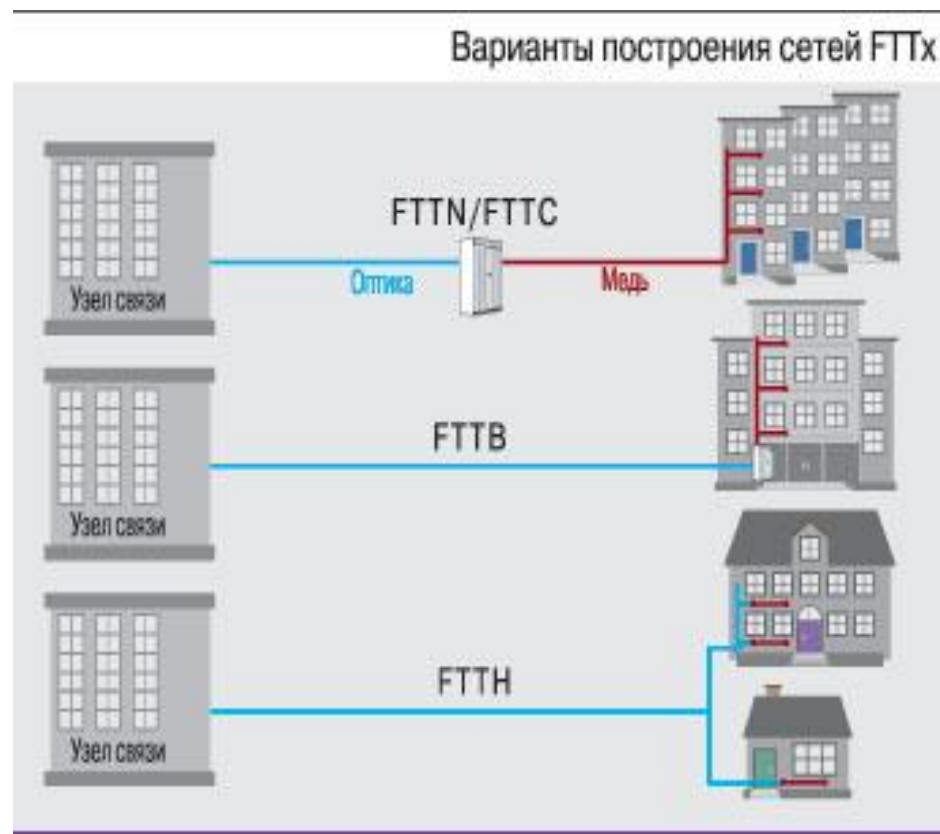 Варианты построения сетей FTTx
FTTN/FTTC
Оптика
Медь
Узел связи
FTTB
Узел связи
FTTH
Узел связи